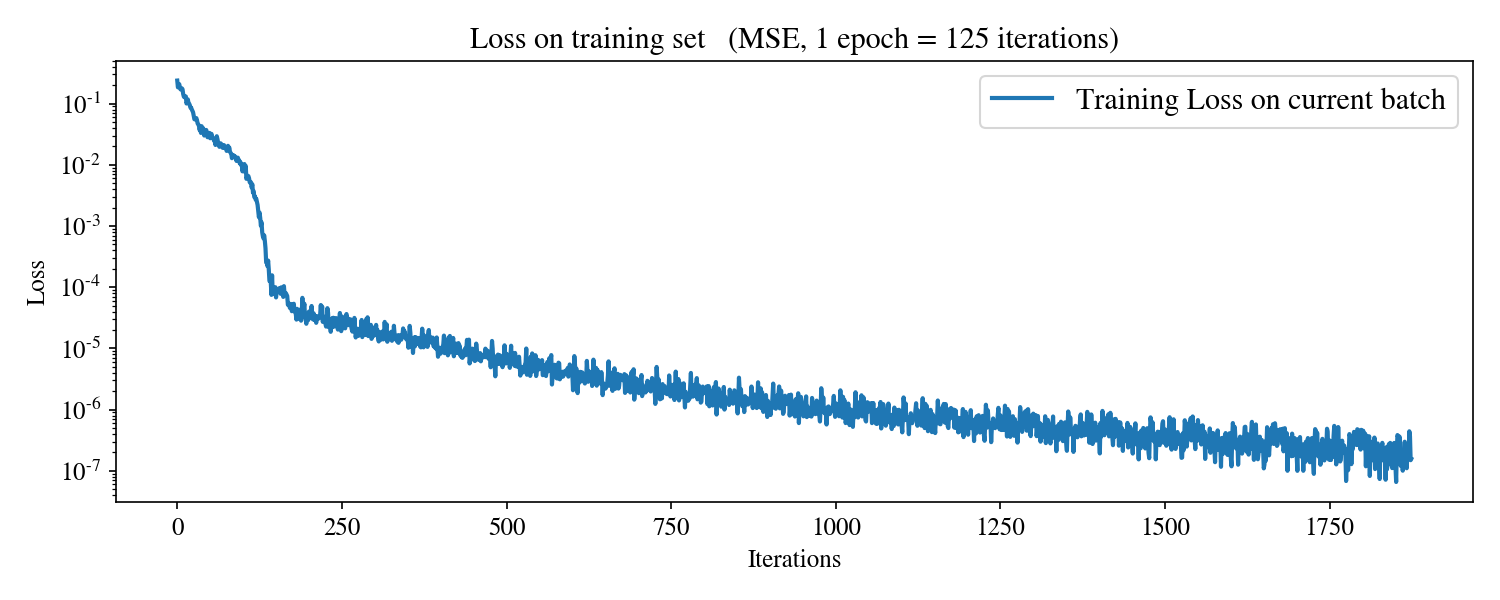 Loss on training set (MSE, 1 epoch = 125 iterations)
Training Loss on current batch
Loss
10⁻¹
10⁻²
10⁻³
10⁻⁴
10⁻⁵
10⁻⁶
10⁻⁷
0 250 500 750 1000 1250 1500 1750
Iterations